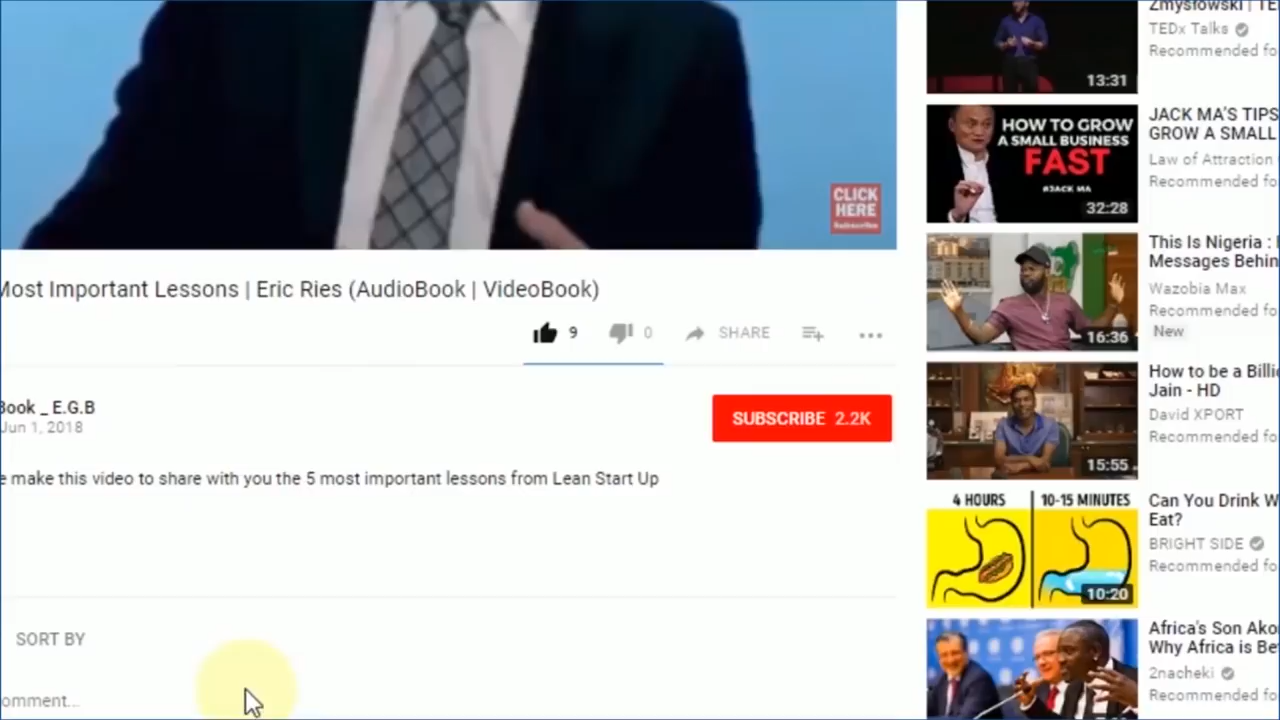 CLICK
HERE
Most Important Lessons | Eric Ries (AudioBook | VideoBook)
9
0
SHARE
Book _ E.G.B
Jun 1, 2018
SUBSCRIBE 2.2K
e make this video to share with you the 5 most important lessons from Lean Start Up
SORT BY
omment...
Zmysłowski | TE
TEDx Talks
Recommended fo
13:31
HOW TO GROW
A SMALL BUSINESS
FAST
#JACK MA
32:28
JACK MA'S TIPS
GROW A SMALL
Law of Attraction
Recommended fo
16:36
This Is Nigeria :
Messages Behin
Wazobia Max
Recommended fo
New
15:55
How to be a Billi
Jain - HD
David XPORT
Recommended fo
4 HOURS
10-15 MINUTES
10:20
Can You Drink W
Eat?
BRIGHT SIDE
Recommended fo
Africa's Son Ako
Why Africa is Be
2nacheki
Recommended fo